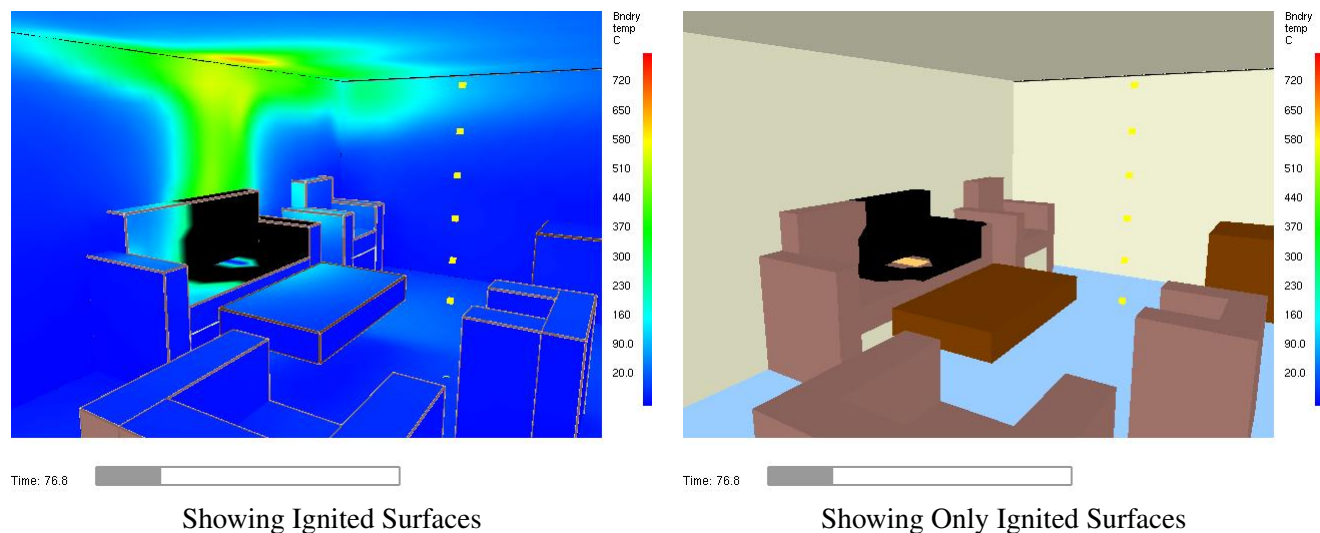 Bndry
temp
C
720
650
580
510
440
370
300
230
160
90.0
20.0
Time: 76.8
Showing Ignited Surfaces
Bndry
temp
C
720
650
580
510
440
370
300
230
160
90.0
20.0
Time: 76.8
Showing Only Ignited Surfaces